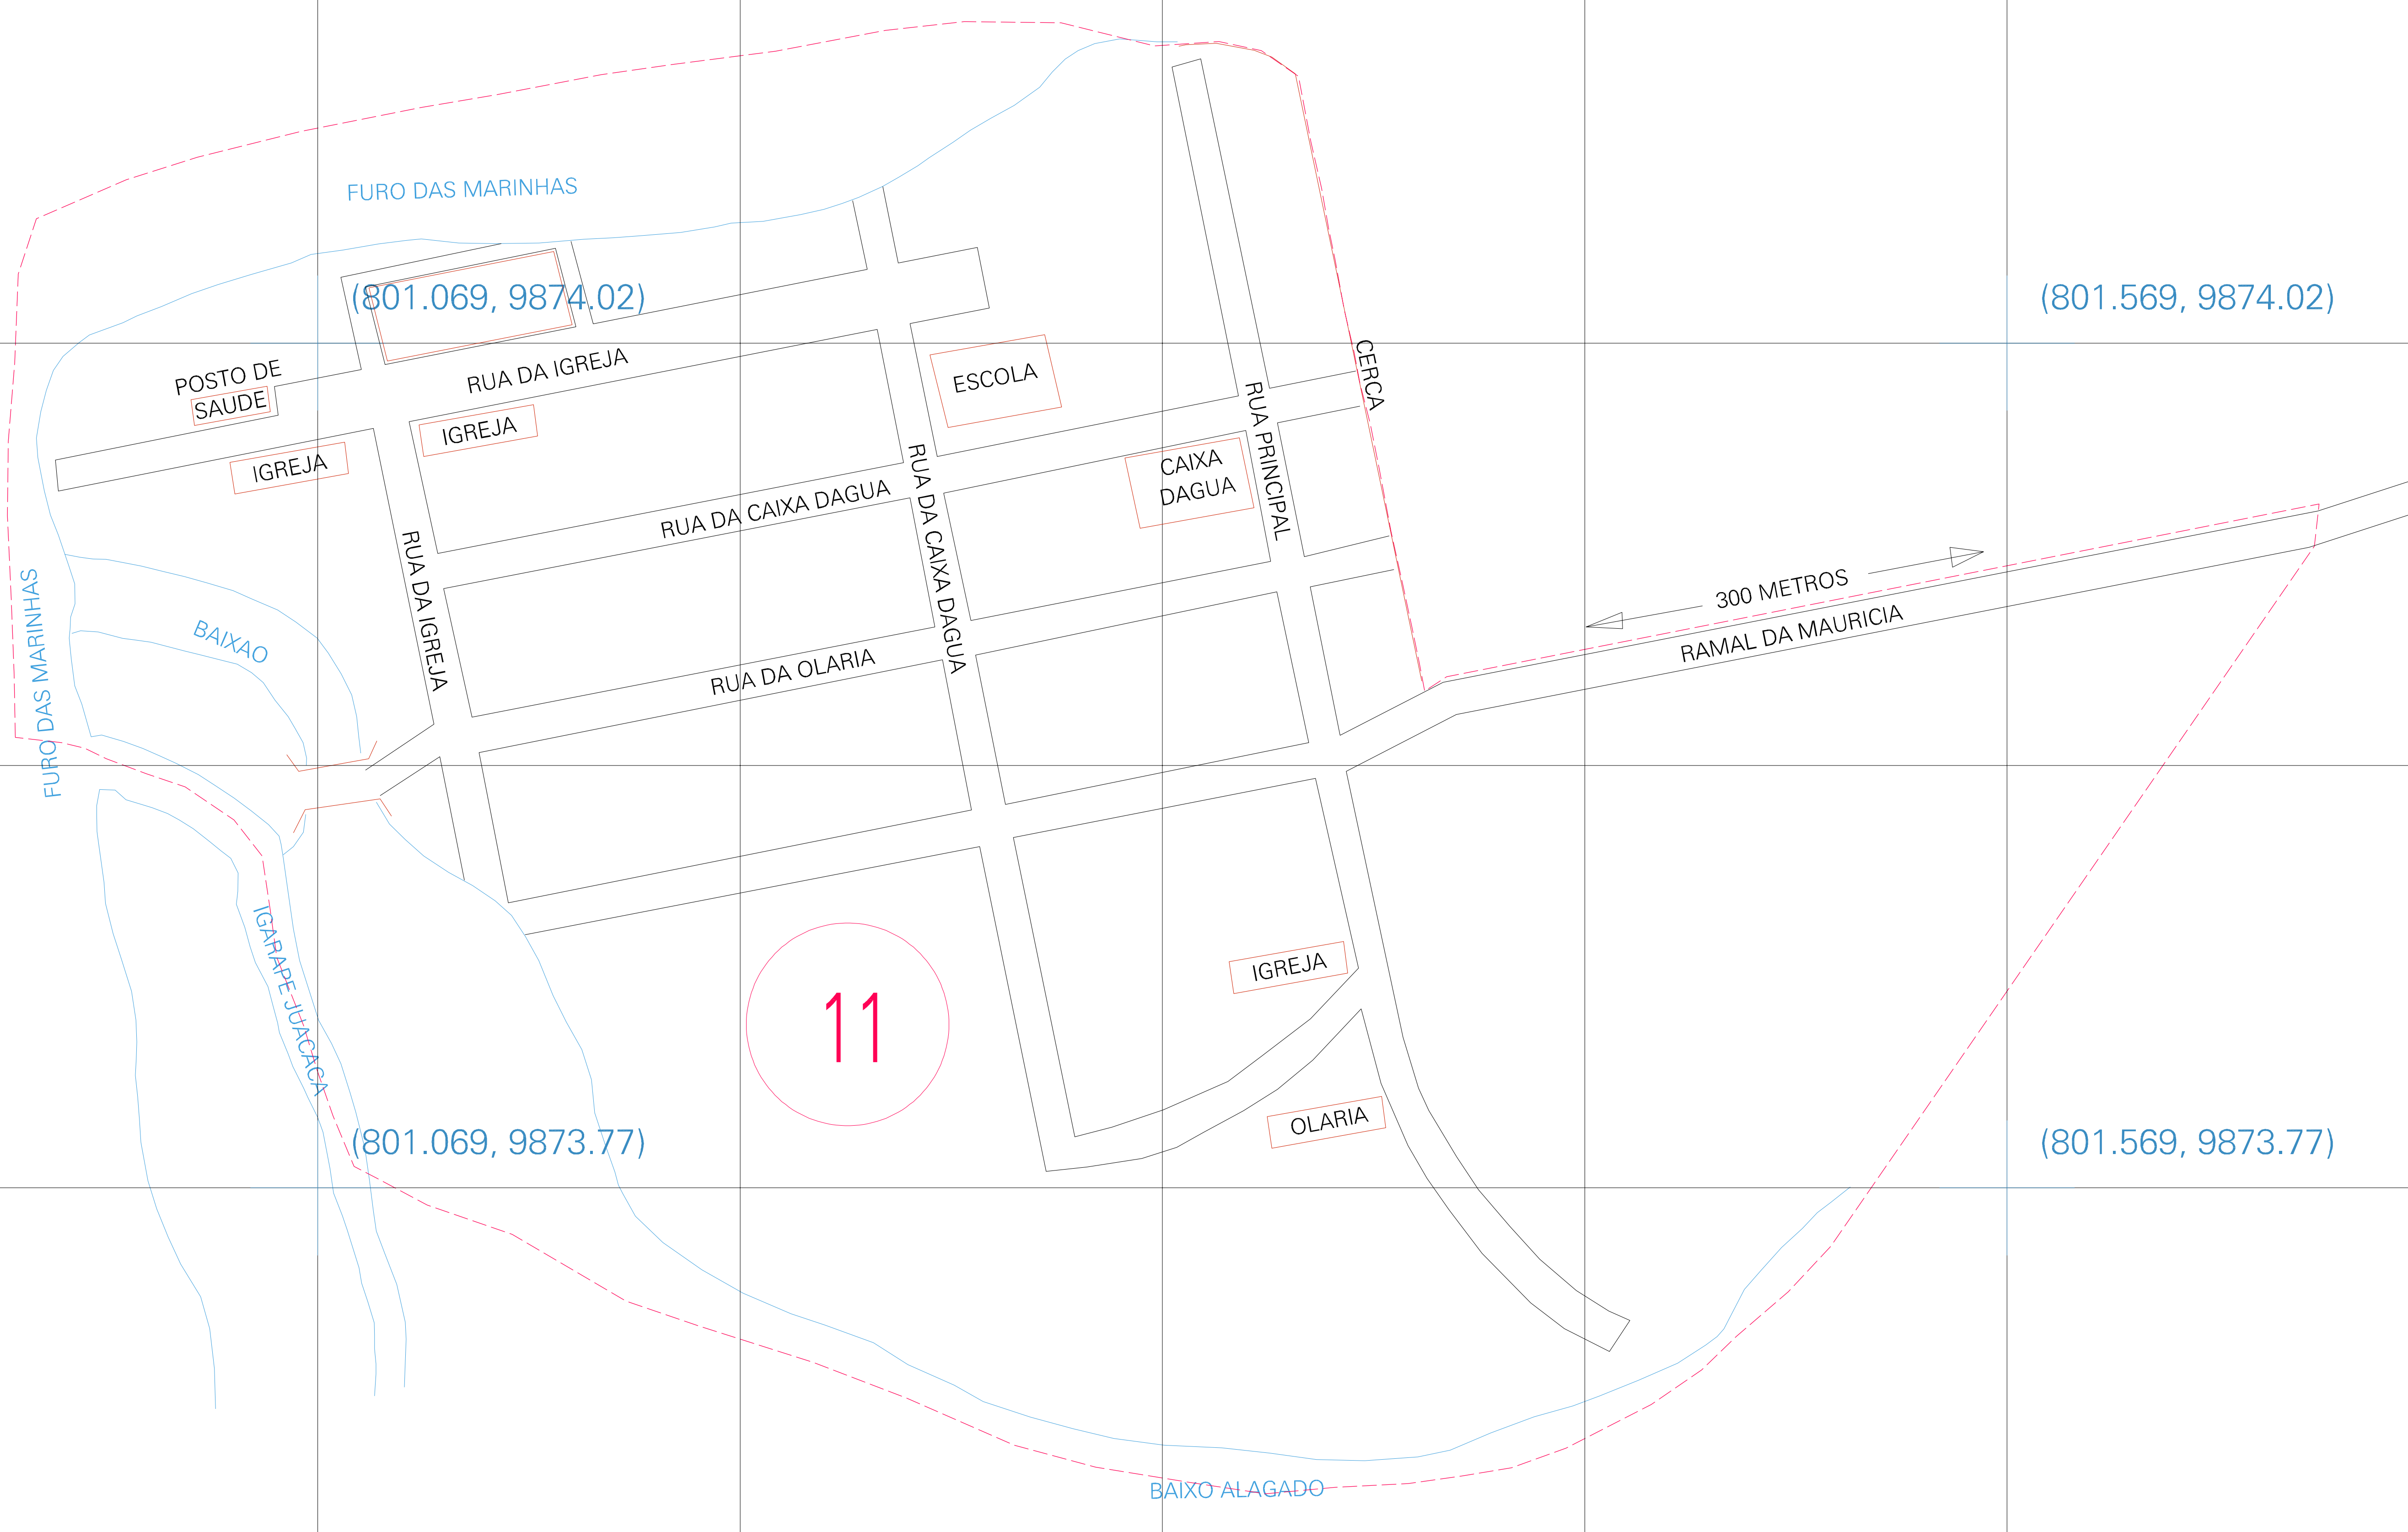 FURO DAS MARINHAS
(801.069, 9874.02)
(801.569, 9874.02)
POSTO DE
SAUDE
RUA DA IGREJA
ESCOLA
CERCA
IGREJA
IGREJA
RUA PRINCIPAL
CAIXA
DAGUA
RUA DA CAIXA DAGUA
RUA DA CAIXA DAGUA
RUA DA IGREJA
FURO DAS MARINHAS
BAIXAO
300 METROS
RAMAL DA MAURICIA
RUA DA OLARIA
IGARAPE JUACACA
11
IGREJA
OLARIA
(801.069, 9873.77)
(801.569, 9873.77)
BAIXO ALAGADO